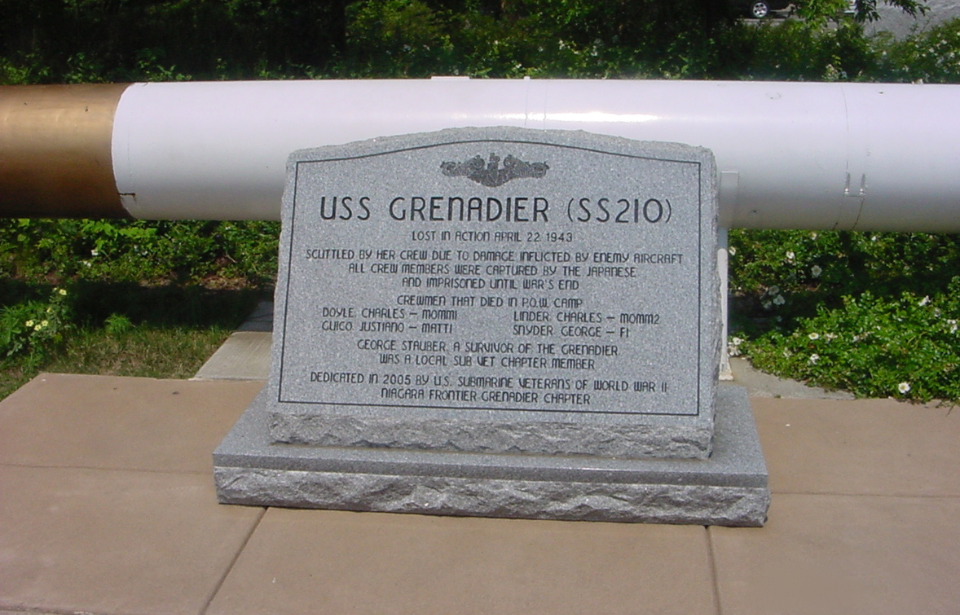 USS GRENADIER (SS210)
LOST IN ACTION APRIL 22 1943
SCUTTLED BY HER CREW DUE TO DAMAGE INFLICTED BY ENEMY AIRCRAFT
ALL CREW MEMBERS WERE CAPTURED BY THE JAPANESE
AND IMPRISONED UNTIL WAR'S END
CREWMEN THAT DIED IN P.O.W. CAMP
DOYLE, CHARLES – MOMM1 LINDER, CHARLES – MOMM2
GUICO, JUSTIANO – MATT1 SNYDER, GEORGE – F1
GEORGE STAUBER, A SURVIVOR OF THE GRENADIER
WAS A LOCAL SUB VET CHAPTER MEMBER
DEDICATED IN 2005 BY U.S. SUBMARINE VETERANS OF WORLD WAR II
NIAGARA FRONTIER GRENADIER CHAPTER